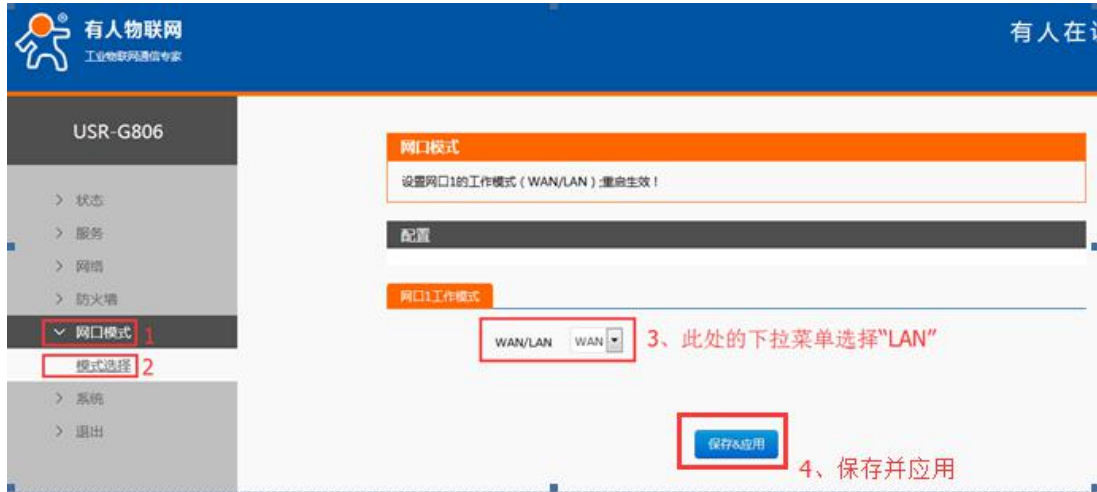 有人物联网
工业物联网通信专家
有人在认
USR-G806
状态
服务
网络
防火墙
网口模式 1
模式选择 2
系统
退出
网口模式
设置网口1的工作模式（WAN/LAN）;重启生效！
配置
网口1工作模式
WAN/LAN WAN 3、此处的下拉菜单选择“LAN”
保存&应用
4、保存并应用